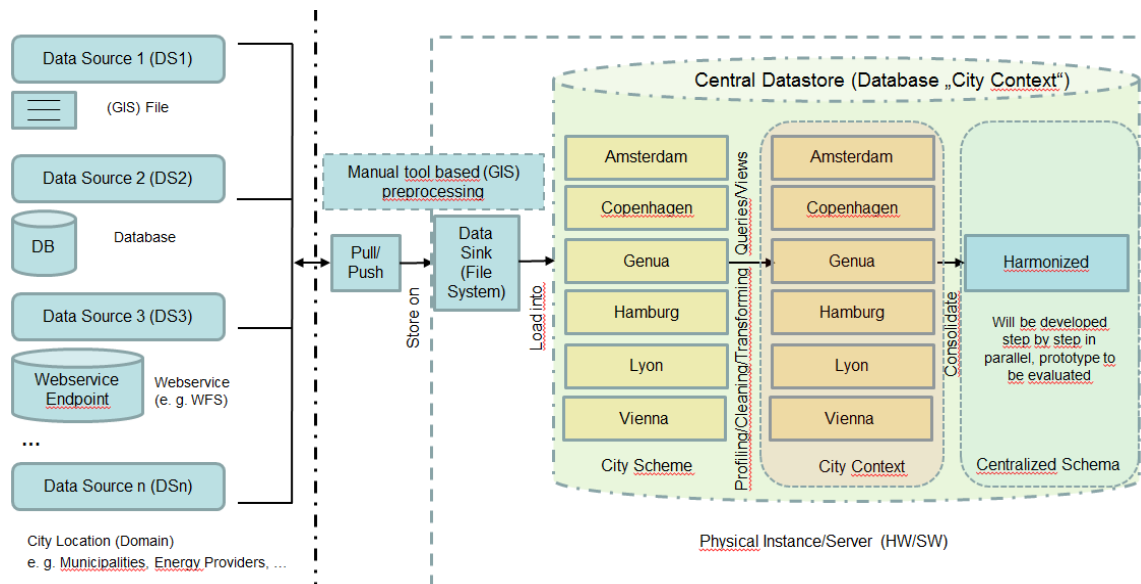 Data Source 1 (DS1)
(GIS) File
Data Source 2 (DS2)
DB
Database
Data Source 3 (DS3)
Webservice
Endpoint
Webservice
(e. g. WFS)
...
Data Source n (DSn)
City Location (Domain)
e. g. Municipalities, Energy Providers, ...
Manual tool based (GIS)
preprocessing
Pull/
Push
Store on
Data
Sink
(File
System)
Load into
Central Datastore (Database „City Context“)
Amsterdam
Copenhagen
Genua
Hamburg
Lyon
Vienna
City Scheme
Profiling/Cleaning/Transforming
Queries/Views
Amsterdam
Copenhagen
Genua
Hamburg
Lyon
Vienna
City Context
Consolidate
Harmonized
Will be developed
step by step in
parallel, prototype to
be evaluated
Centralized Schema
Physical Instance/Server (HW/SW)